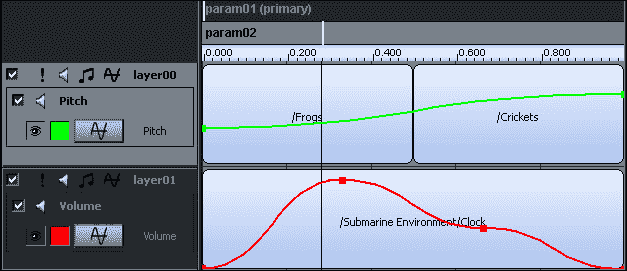 param01 (primary)
param02
0.000 0.200 0.400 0.600 0.800
layer00
Pitch
Pitch
/Frogs
/Crickets
layer01
Volume
Volume
/Submarine Environment/Clock